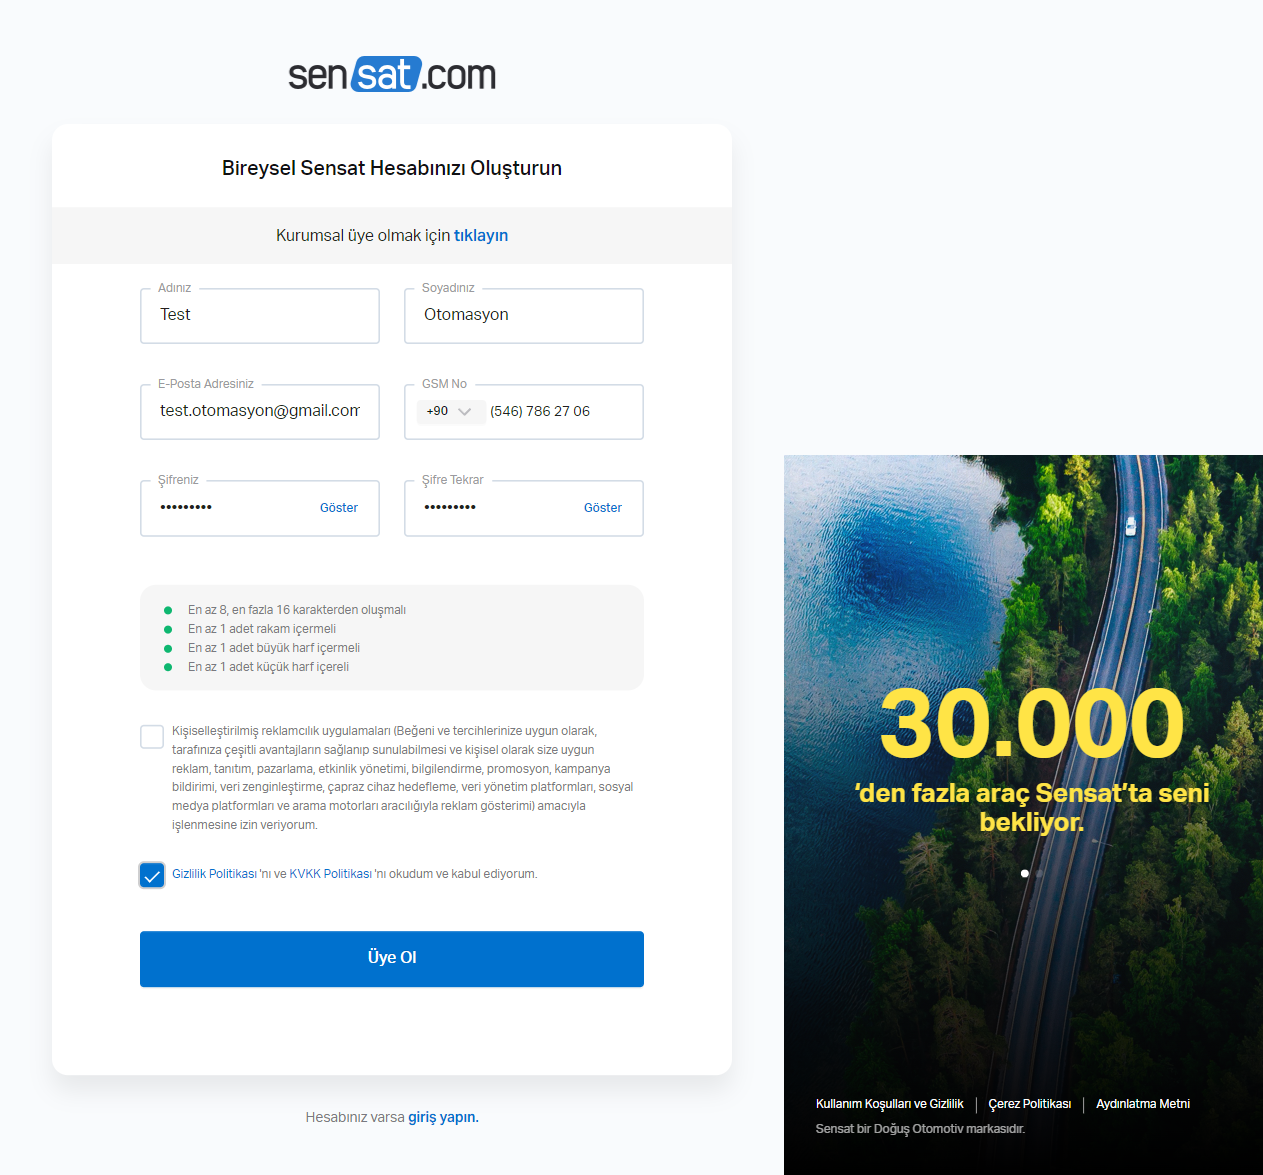 sensat.com
Bireysel Sensat Hesabınızı Oluşturun
Kurumsal üye olmak için tıklayın
Adınız
Test
Soyadınız
Otomasyon
E-Posta Adresiniz
test.otomasyon@gmail.com
GSM No
+90 (546) 786 27 06
Şifreniz
••••••••• Göster
Şifre Tekrar
••••••••• Göster
En az 8, en fazla 16 karakterden oluşmalı
En az 1 adet rakam içermeli
En az 1 adet büyük harf içermeli
En az 1 adet küçük harf içereli
Kişiselleştirilmiş reklamcılık uygulamaları (Beğeni ve tercihlerinize uygun olarak,
tarafınıza çeşitli avantajların sağlanıp sunulabilmesi ve kişisel olarak size uygun
reklam, tanıtım, pazarlama, etkinlik yönetimi, bilgilendirme, promosyon, kampanya
bildirimi, veri zenginleştirme, çapraz cihaz hedefleme, veri yönetim platformları, sosyal
medya platformları ve arama motorları aracılığıyla reklam gösterimi) amacıyla
işlenmesine izin veriyorum.
Gizlilik Politikası 'nı ve KVKK Politikası 'nı okudum ve kabul ediyorum.
Üye Ol
Hesabınız varsa giriş yapın.
30.000
‘den fazla araç Sensat’ta seni
bekliyor.
Kullanım Koşulları ve Gizlilik | Çerez Politikası | Aydınlatma Metni
Sensat bir Doğuş Otomotiv markasıdır.